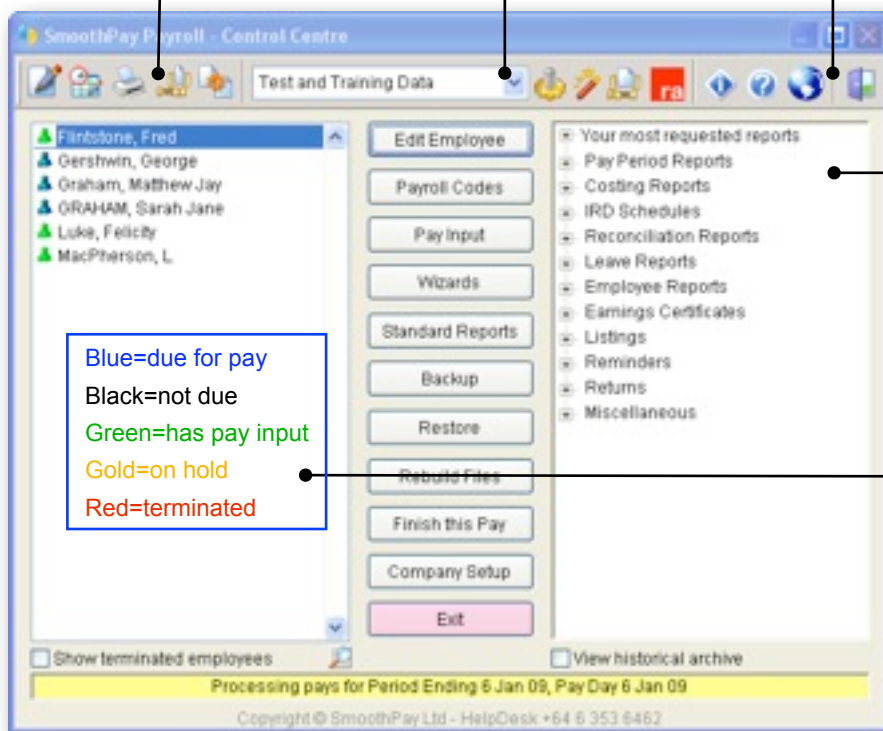 SmoothPay Payroll - Control Centre
Test and Training Data
ra
Flintstone, Fred
Gershwin, George
Graham, Matthew Jay
GRAHAM, Sarah Jane
Luke, Felicity
MacPherson, L
Blue=due for pay
Black=not due
Green=has pay input
Gold=on hold
Red=terminated
Edit Employee
Payroll Codes
Pay Input
Wizards
Standard Reports
Backup
Restore
Rebuild Files
Finish this Pay
Company Setup
Exit
Your most requested reports
Pay Period Reports
Costing Reports
IRD Schedules
Reconciliation Reports
Leave Reports
Employee Reports
Earnings Certificates
Listings
Reminders
Returns
Miscellaneous
Show terminated employees
View historical archive
Processing pays for Period Ending 6 Jan 09, Pay Day 6 Jan 09
Copyright © SmoothPay Ltd - HelpDesk +64 6 353 6462